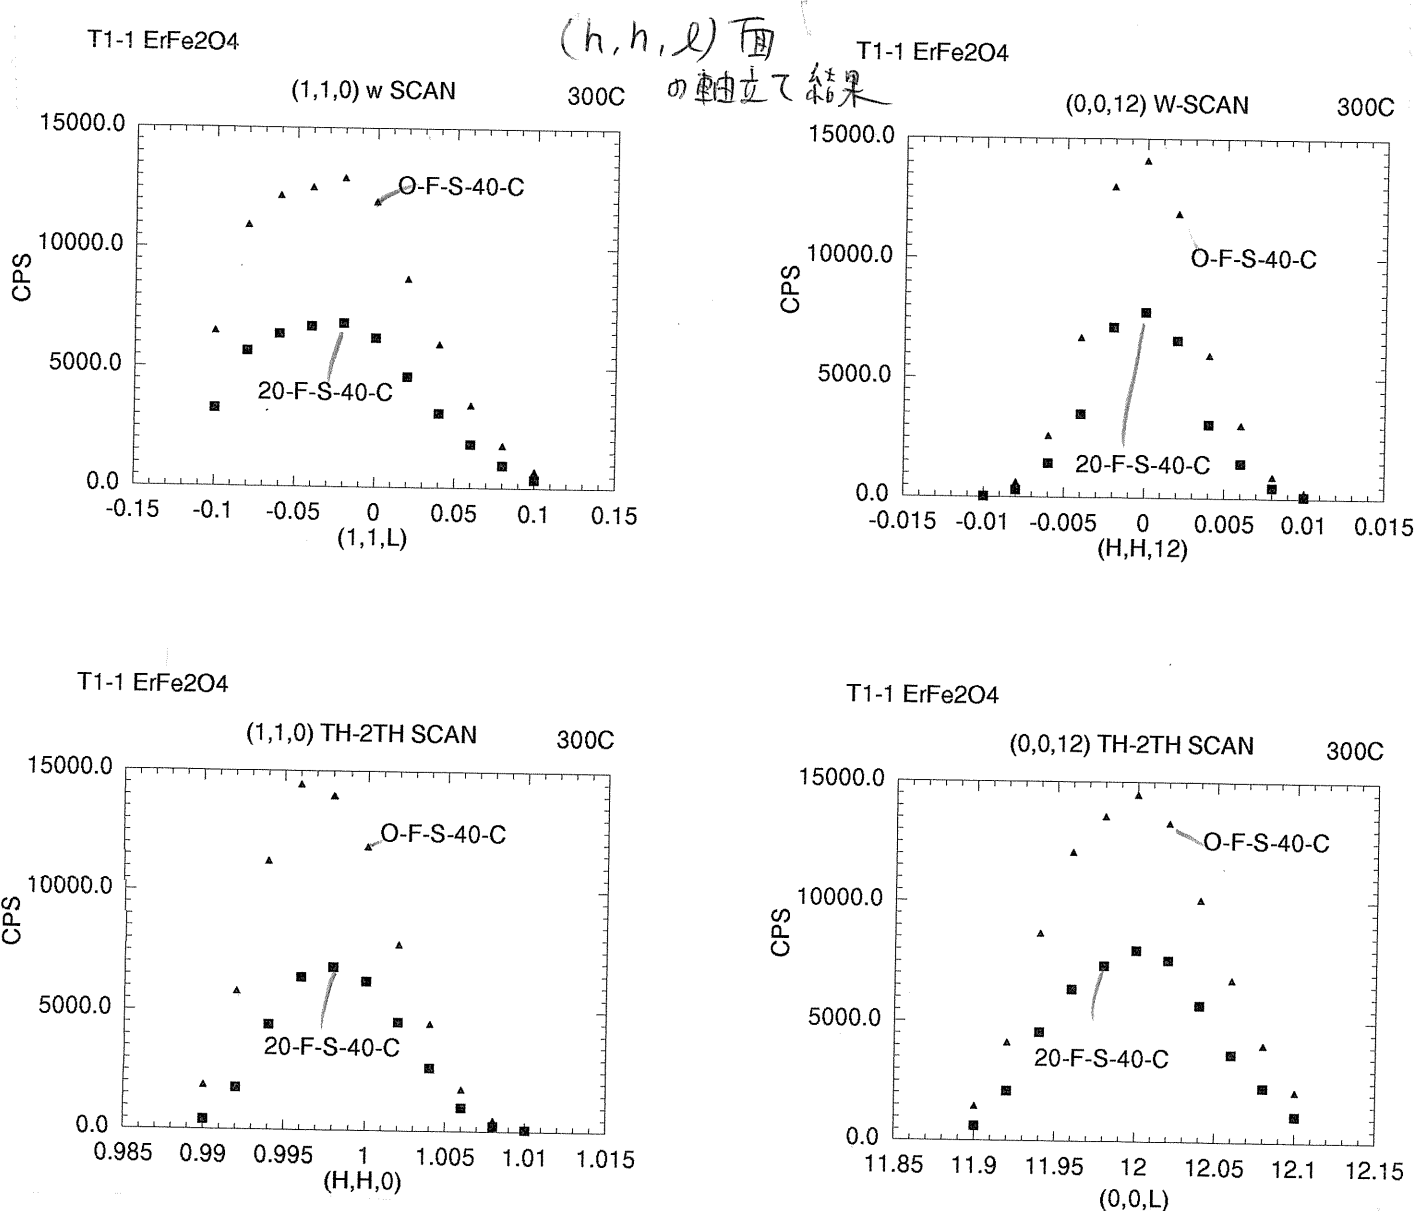 (h, h, l) 面
の軸立て結果
T1-1 ErFe2O4
(1,1,0) w SCAN
300C
15000.0
10000.0
5000.0
0.0
CPS
O-F-S-40-C
20-F-S-40-C
-0.15 -0.1 -0.05 0 0.05 0.1 0.15
(1,1,L)
T1-1 ErFe2O4
(0,0,12) W-SCAN
300C
15000.0
10000.0
5000.0
0.0
CPS
O-F-S-40-C
20-F-S-40-C
-0.015 -0.01 -0.005 0 0.005 0.01 0.015
(H,H,12)
T1-1 ErFe2O4
(1,1,0) TH-2TH SCAN
300C
15000.0
10000.0
5000.0
0.0
CPS
O-F-S-40-C
20-F-S-40-C
0.985 0.99 0.995 1 1.005 1.01 1.015
(H,H,0)
T1-1 ErFe2O4
(0,0,12) TH-2TH SCAN
300C
15000.0
10000.0
5000.0
0.0
CPS
O-F-S-40-C
20-F-S-40-C
11.85 11.9 11.95 12 12.05 12.1 12.15
(0,0,L)